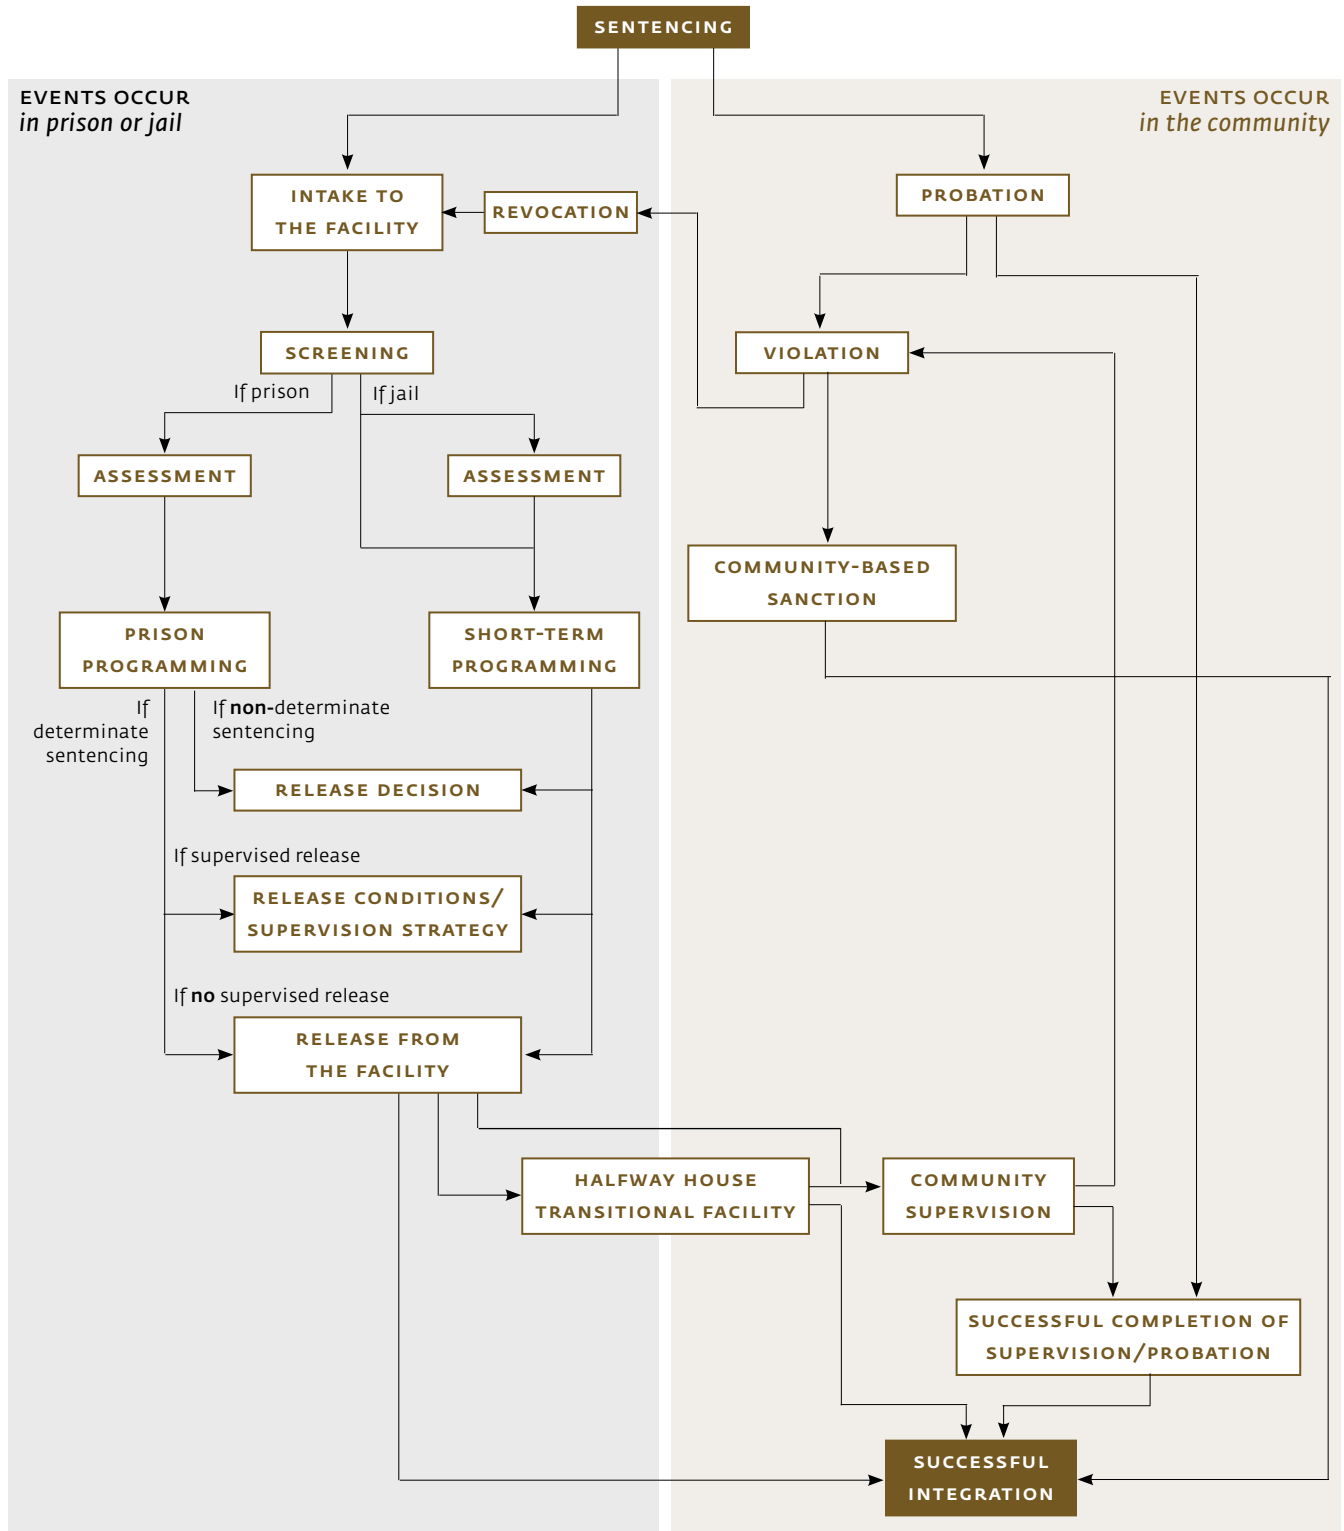 SENTENCING
EVENTS OCCUR
in prison or jail
EVENTS OCCUR
in the community
INTAKE TO
THE FACILITY
REVOCATION
PROBATION
SCREENING
VIOLATION
If prison
If jail
ASSESSMENT
ASSESSMENT
COMMUNITY-BASED
SANCTION
PRISON
PROGRAMMING
SHORT-TERM
PROGRAMMING
If
determinate
sentencing
If non-determinate
sentencing
RELEASE DECISION
If supervised release
RELEASE CONDITIONS/
SUPERVISION STRATEGY
If no supervised release
RELEASE FROM
THE FACILITY
HALFWAY HOUSE
TRANSITIONAL FACILITY
COMMUNITY
SUPERVISION
SUCCESSFUL COMPLETION OF
SUPERVISION/PROBATION
SUCCESSFUL
INTEGRATION